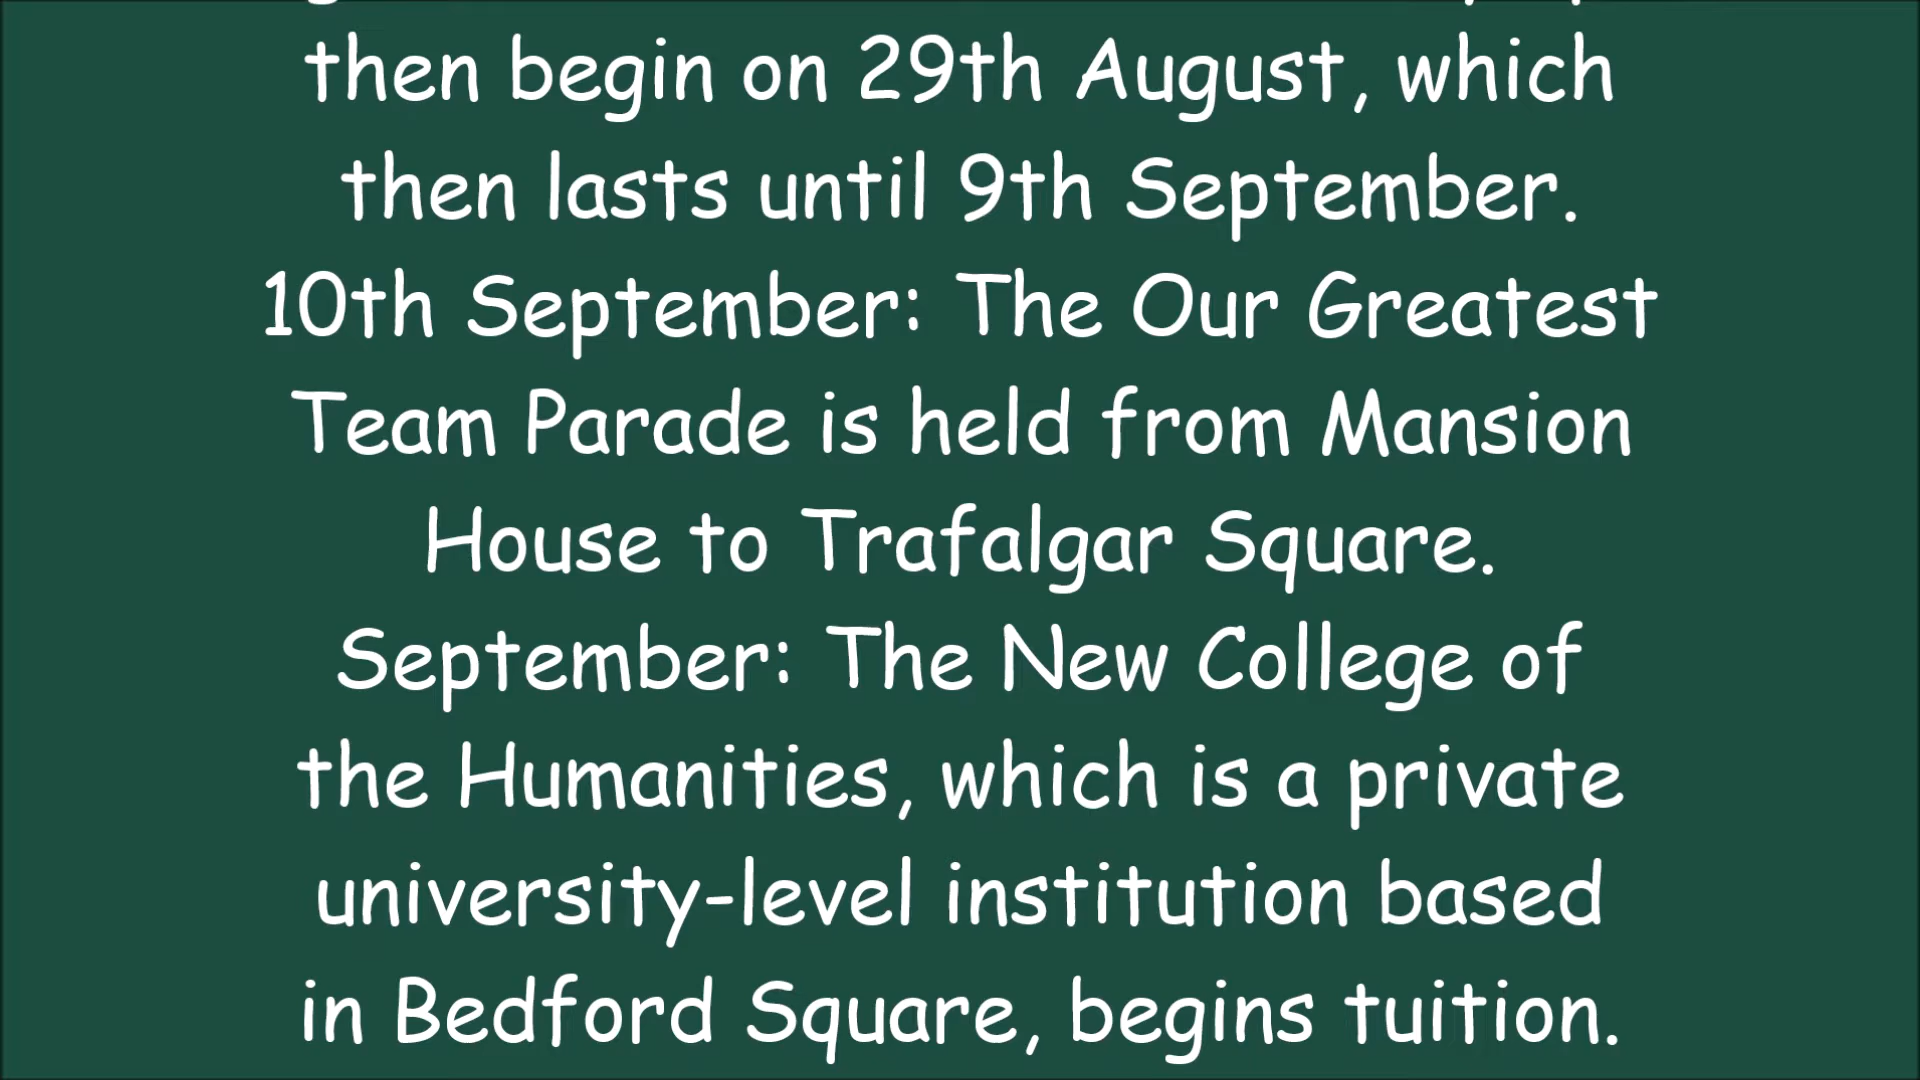 then begin on 29th August, which
then lasts until 9th September.
10th September: The Our Greatest
Team Parade is held from Mansion
House to Trafalgar Square.
September: The New College of
the Humanities, which is a private
university-level institution based
in Bedford Square, begins tuition.